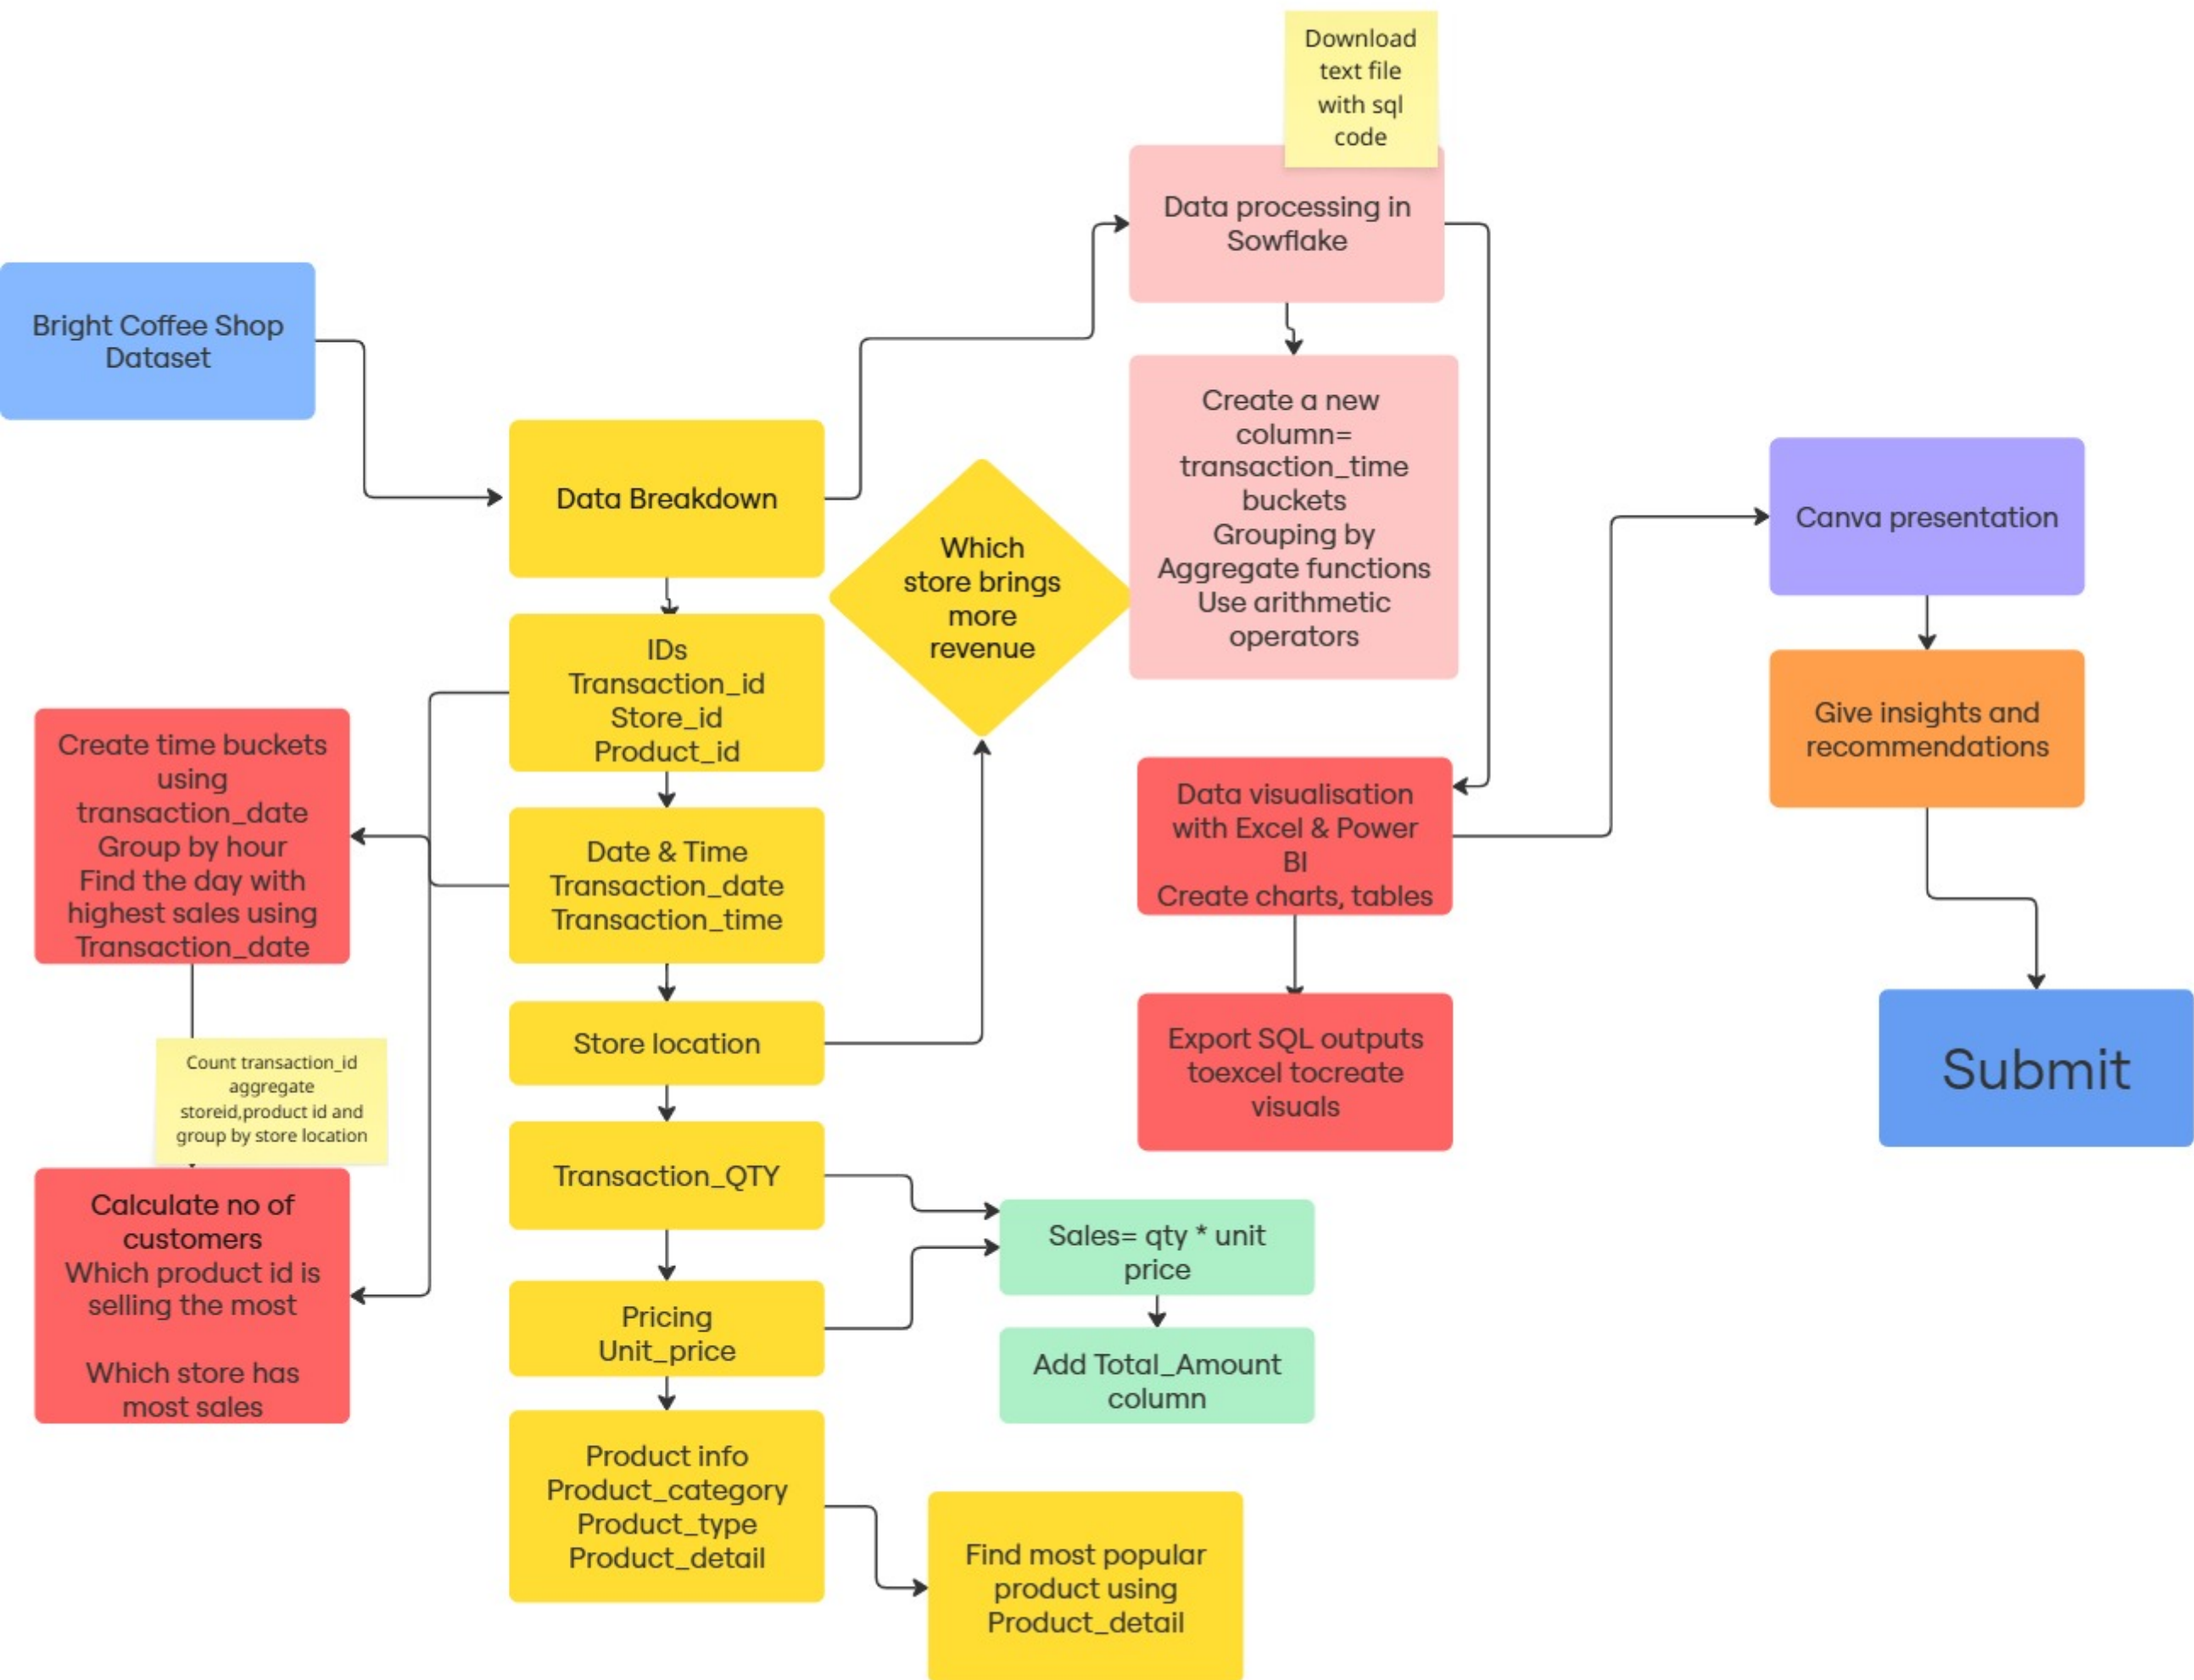 Download
text file
with sql
code
Data processing in
Sowflake
Bright Coffee Shop
Dataset
Create a new
column=
transaction_time
buckets
Grouping by
Aggregate functions
Use arithmetic
operators
Data Breakdown
Canva presentation
Which
store brings
more
revenue
IDs
Transaction_id
Store_id
Product_id
Give insights and
recommendations
Create time buckets
using
transaction_date
Group by hour
Find the day with
highest sales using
Transaction_date
Data visualisation
with Excel & Power
BI
Create charts, tables
Date & Time
Transaction_date
Transaction_time
Store location
Export SQL outputs
toexcel tocreate
visuals
Submit
Count transaction_id
aggregate
storeid,product id and
group by store location
Transaction_QTY
Calculate no of
customers
Which product id is
selling the most
Which store has
most sales
Sales= qty * unit
price
Pricing
Unit_price
Add Total_Amount
column
Product info
Product_category
Product_type
Product_detail
Find most popular
product using
Product_detail